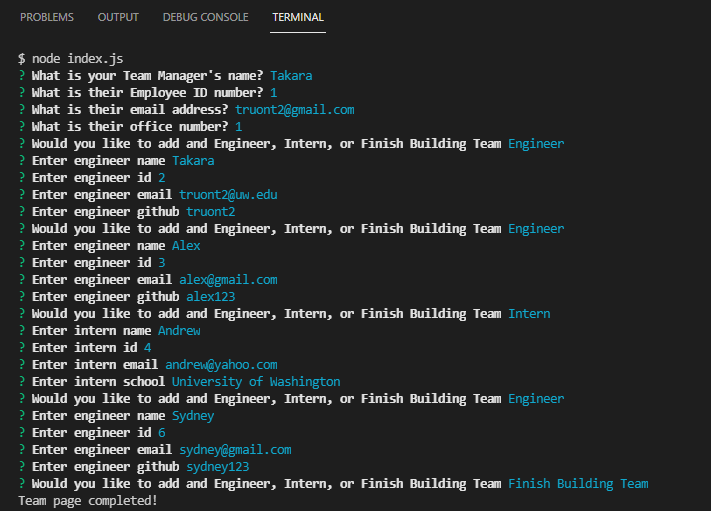 PROBLEMS OUTPUT DEBUG CONSOLE TERMINAL
$ node index.js
? What is your Team Manager's name? Takara
? What is their Employee ID number? 1
? What is their email address? truont2@gmail.com
? What is their office number? 1
? Would you like to add and Engineer, Intern, or Finish Building Team Engineer
? Enter engineer name Takara
? Enter engineer id 2
? Enter engineer email truont2@uw.edu
? Enter engineer github truont2
? Would you like to add and Engineer, Intern, or Finish Building Team Engineer
? Enter engineer name Alex
? Enter engineer id 3
? Enter engineer email alex@gmail.com
? Enter engineer github alex123
? Would you like to add and Engineer, Intern, or Finish Building Team Intern
? Enter intern name Andrew
? Enter intern id 4
? Enter intern email andrew@yahoo.com
? Enter intern school University of Washington
? Would you like to add and Engineer, Intern, or Finish Building Team Engineer
? Enter engineer name Sydney
? Enter engineer id 6
? Enter engineer email sydney@gmail.com
? Enter engineer github sydney123
? Would you like to add and Engineer, Intern, or Finish Building Team Finish Building Team
Team page completed!